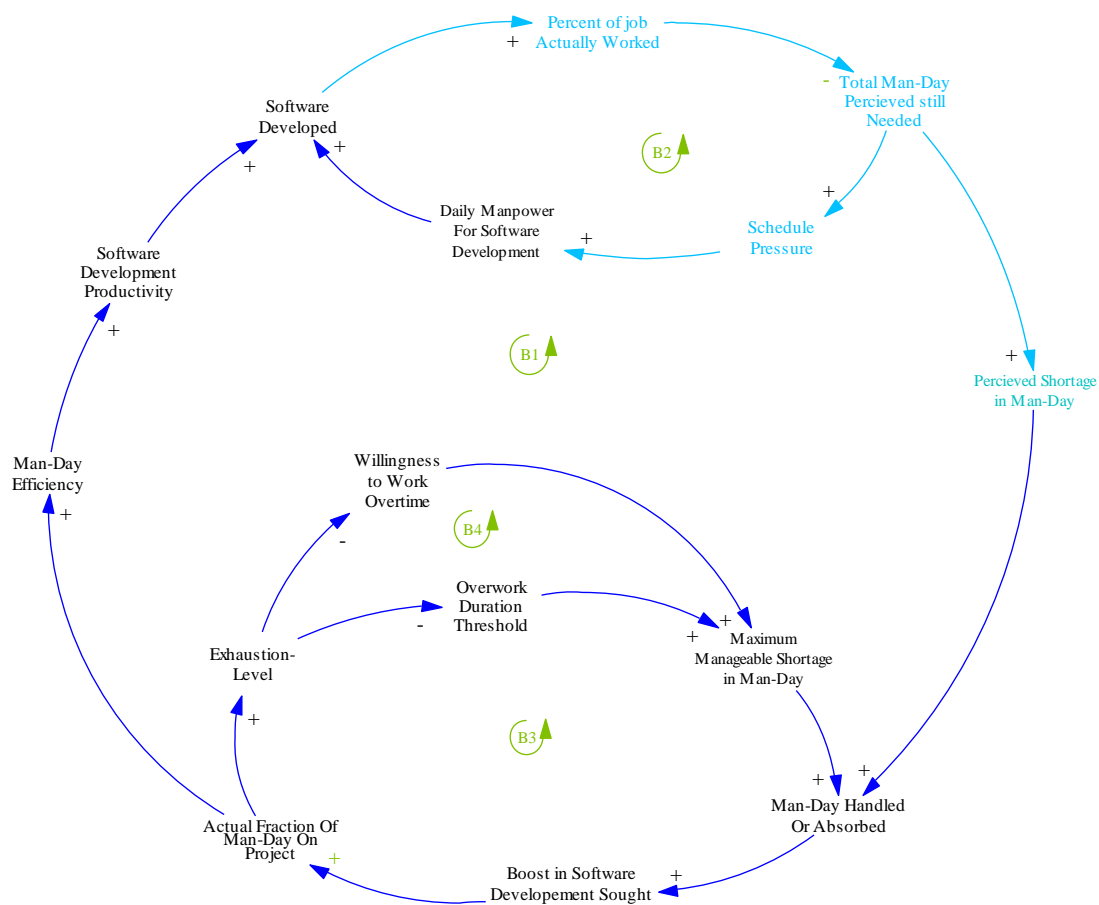 Percent of job
Actually Worked
+
-
Total Man-Day
Percieved still
Needed
Software
Developed
+
+
B2
+
Daily Manpower
For Software
Development
+
Schedule
Pressure
Software
Development
Productivity
+
B1
+
Percieved Shortage
in Man-Day
Man-Day
Efficiency
+
Willingness
to Work
Overtime
-
B4
Overwork
Duration
Threshold
-
+
+
Maximum
Manageable Shortage
in Man-Day
Exhaustion-
Level
+
B3
+
+
Man-Day Handled
Or Absorbed
Actual Fraction Of
Man-Day On
Project
+
Boost in Software
Developement Sought
+